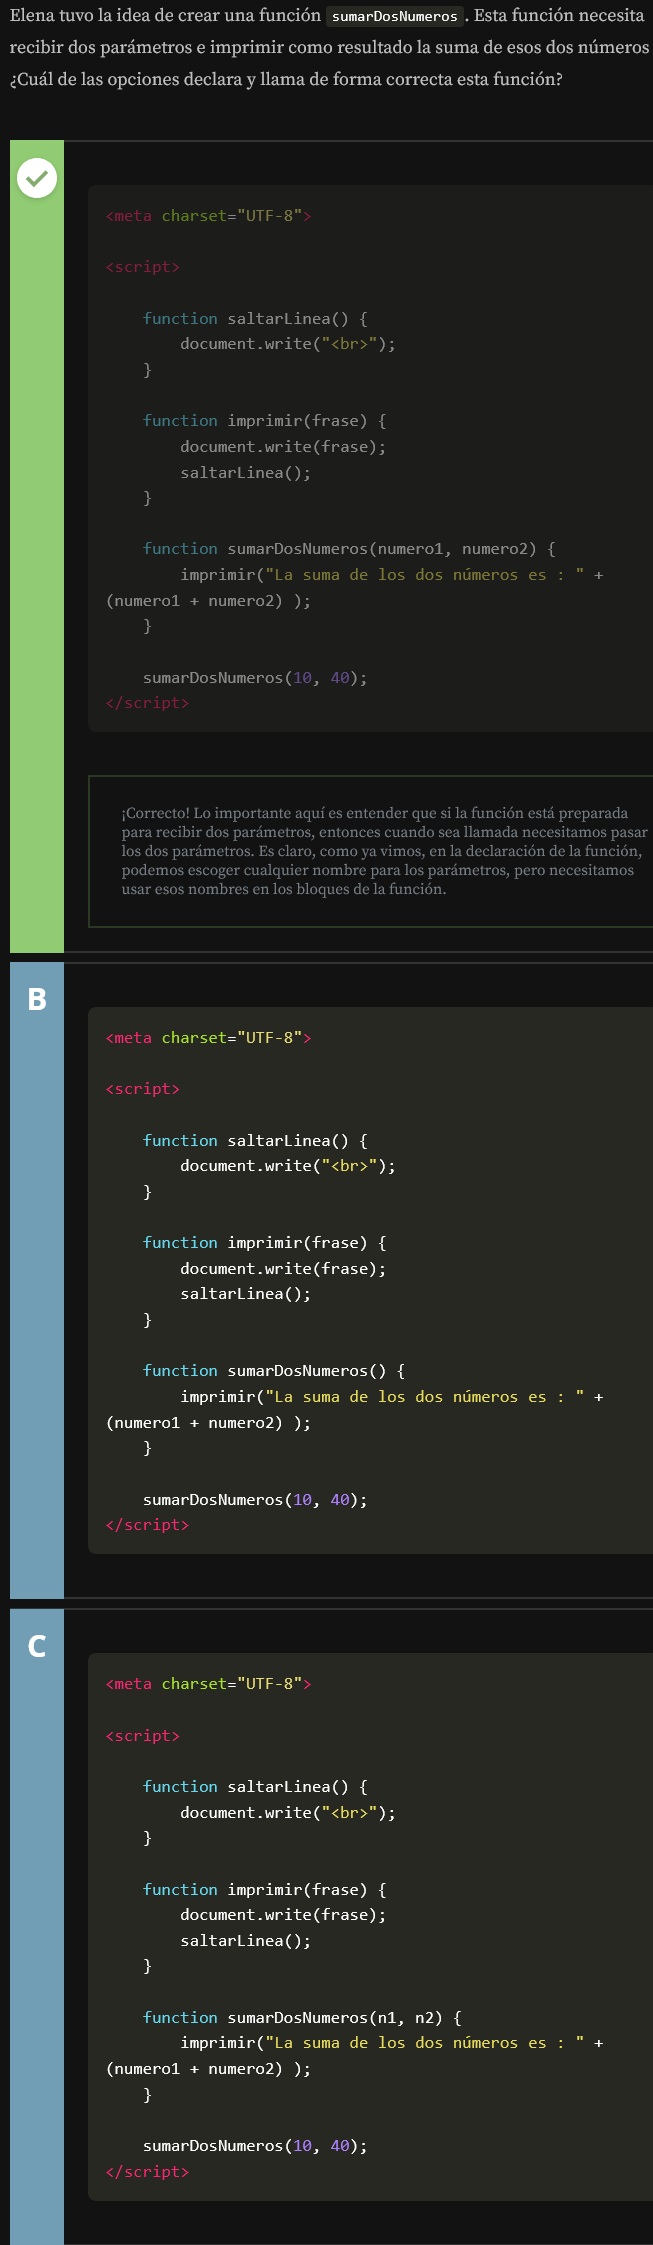 Elena tuvo la idea de crear una función sumarDosNumeros. Esta función necesita
recibir dos parámetros e imprimir como resultado la suma de esos dos números
¿Cuál de las opciones declara y llama de forma correcta esta función?
<meta charset="UTF-8">
<script>
function saltarLinea() {
document.write("<br>");
}
function imprimir(frase) {
document.write(frase);
saltarLinea();
}
function sumarDosNumeros(numero1, numero2) {
imprimir("La suma de los dos números es : " +
(numero1 + numero2) );
}
sumarDosNumeros(10, 40);
</script>
¡Correcto! Lo importante aquí es entender que si la función está preparada
para recibir dos parámetros, entonces cuando sea llamada necesitamos pasar
los dos parámetros. Es claro, como ya vimos, en la declaración de la función,
podemos escoger cualquier nombre para los parámetros, pero necesitamos
usar esos nombres en los bloques de la función.
B
<meta charset="UTF-8">
<script>
function saltarLinea() {
document.write("<br>");
}
function imprimir(frase) {
document.write(frase);
saltarLinea();
}
function sumarDosNumeros() {
imprimir("La suma de los dos números es : " +
(numero1 + numero2) );
}
sumarDosNumeros(10, 40);
</script>
C
<meta charset="UTF-8">
<script>
function saltarLinea() {
document.write("<br>");
}
function imprimir(frase) {
document.write(frase);
saltarLinea();
}
function sumarDosNumeros(n1, n2) {
imprimir("La suma de los dos números es : " +
(numero1 + numero2) );
}
sumarDosNumeros(10, 40);
</script>